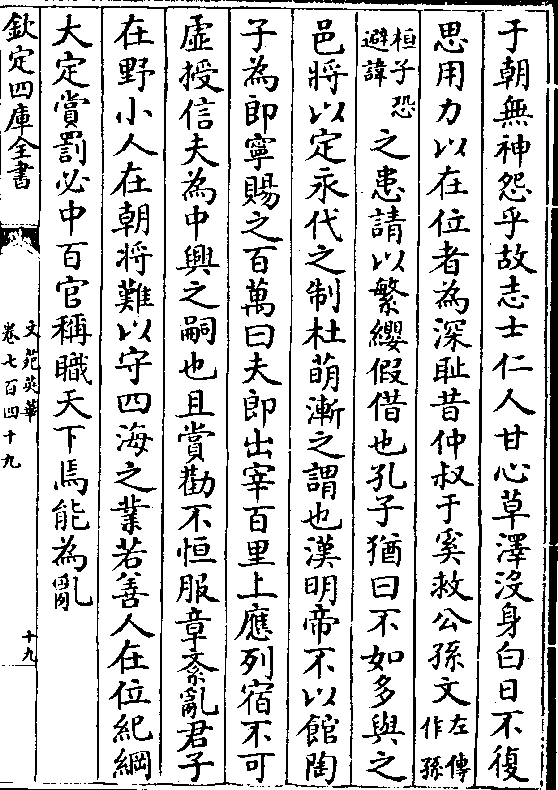 于朝無神怨乎故志士仁人甘心草澤没身白日不復
思用力以在位者為深耻昔仲叔于奚救公孫文左傳作孫
桓子恐避諱之患請以繁纓假借也孔子猶曰不如多與之
邑將以定永代之制杜萌漸之謂也漢明帝不以館陶
子為郎寧賜之百萬曰夫郎出宰百里上應列宿不可
虚授信夫為中興之嗣也且賞勸不恒服章紊亂君子
在野小人在朝将難以守四海之業若善人在位紀綱
大定賞罰必中百官稱職天下焉能為亂
欽定四庫全書
文苑英華
卷七百四十九
十九